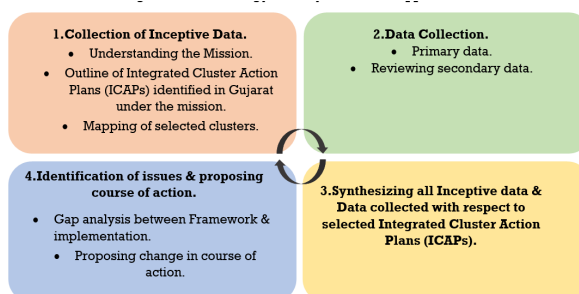 1.Collection of Inceptive Data.
• Understanding the Mission.
• Outline of Integrated Cluster Action
Plans (ICAPs) identified in Gujarat
under the mission.
• Mapping of selected clusters.
2.Data Collection.
• Primary data.
• Reviewing secondary data.
4.Identification of issues & proposing
course of action.
• Gap analysis between Framework &
implementation.
• Proposing change in course of
action.
3.Synthesizing all Inceptive data &
Data collected with respect to
selected Integrated Cluster Action
Plans (ICAPs).